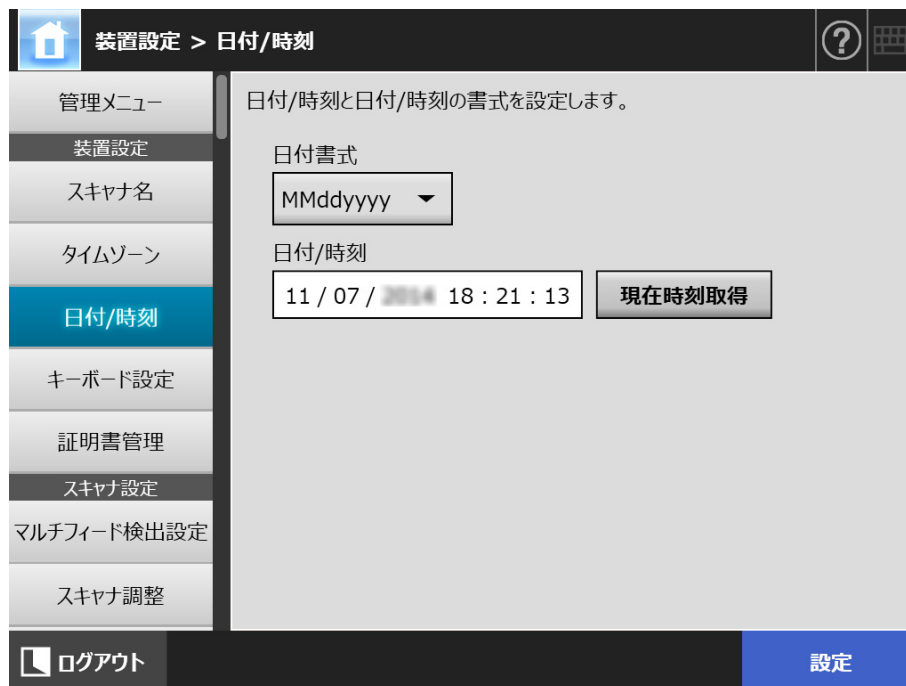 装置設定 > 日付/時刻
?
管理メニュー
装置設定
スキャナ名
タイムゾーン
日付/時刻
キーボード設定
証明書管理
スキャナ設定
マルチフィード検出設定
スキャナ調整
日付/時刻と日付/時刻の書式を設定します。
日付書式
MMddyyyy
日付/時刻
11 / 07 / 18 : 21 : 13
現在時刻取得
ログアウト
設定